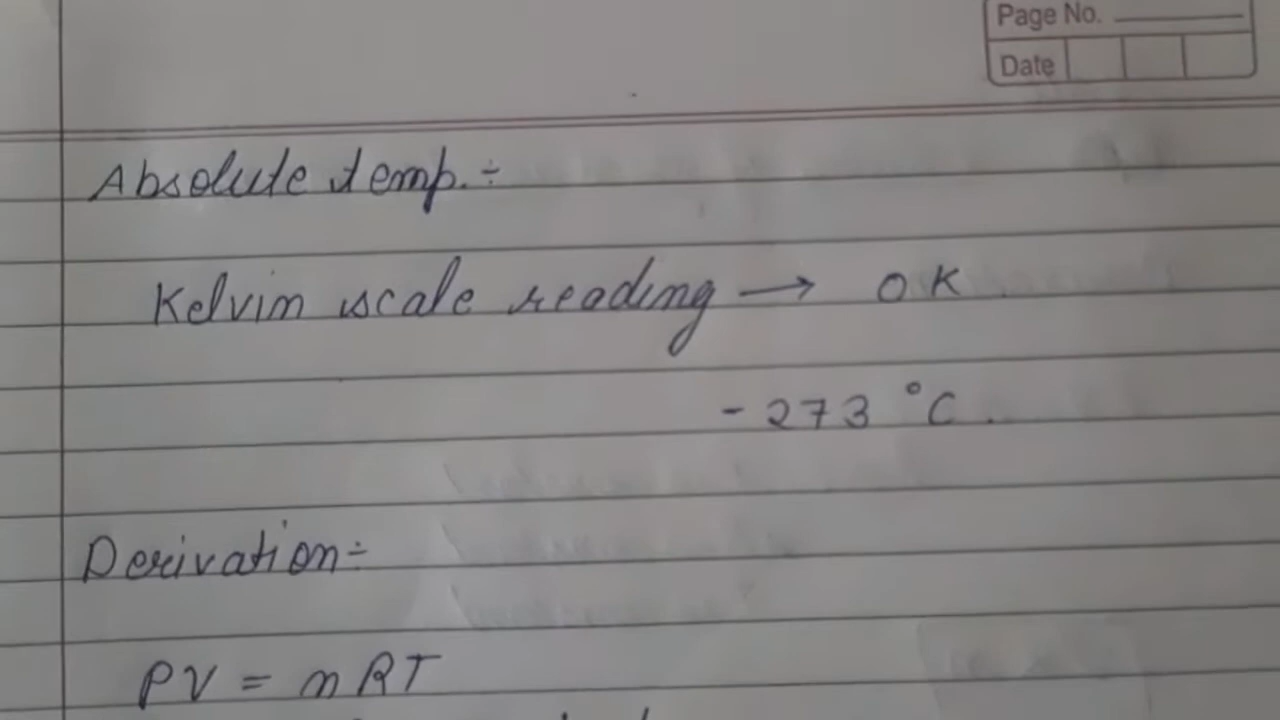 Page No.
Date
Absolute temp. ÷
Kelvin scale reading → 0 K
- 273 °C.
Derivation ÷
PV = nRT